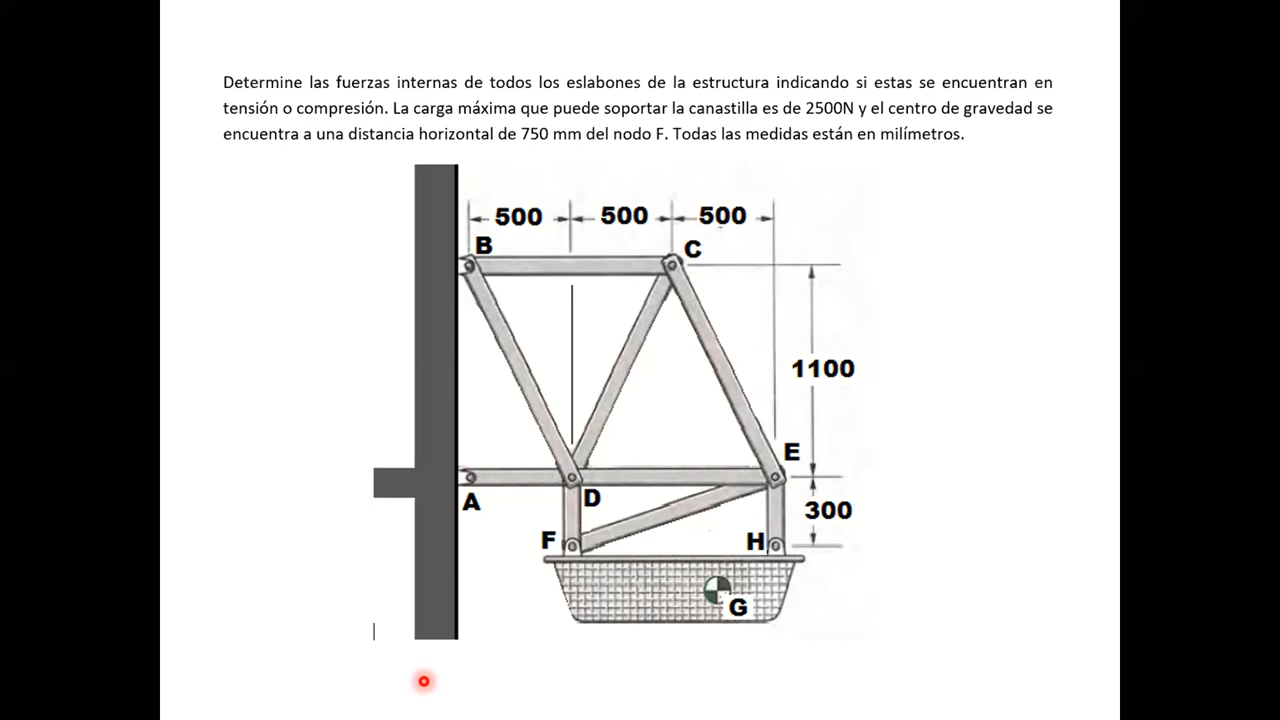 Determine las fuerzas internas de todos los eslabones de la estructura indicando si estas se encuentran en
tensión o compresión. La carga máxima que puede soportar la canastilla es de 2500N y el centro de gravedad se
encuentra a una distancia horizontal de 750 mm del nodo F. Todas las medidas están en milímetros.
500 500 500
B C
1100
E
A D 300
F H
G